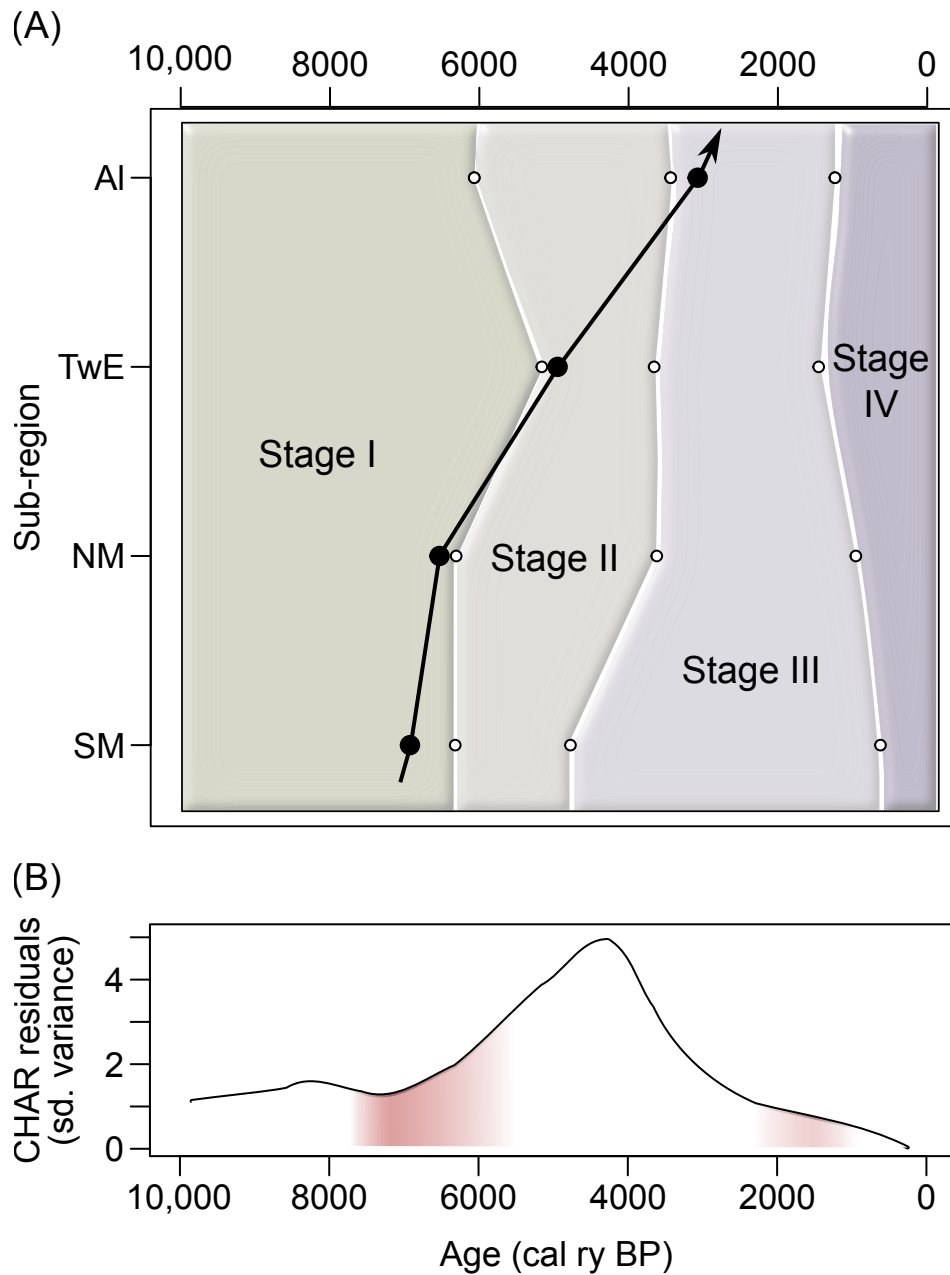 (A)
10,000 8000 6000 4000 2000 0
AI
TwE
NM
SM
Sub-region
Stage I
Stage II
Stage III
Stage
IV
(B)
CHAR residuals
(sd. variance)
4
2
0
10,000 8000 6000 4000 2000 0
Age (cal ry BP)